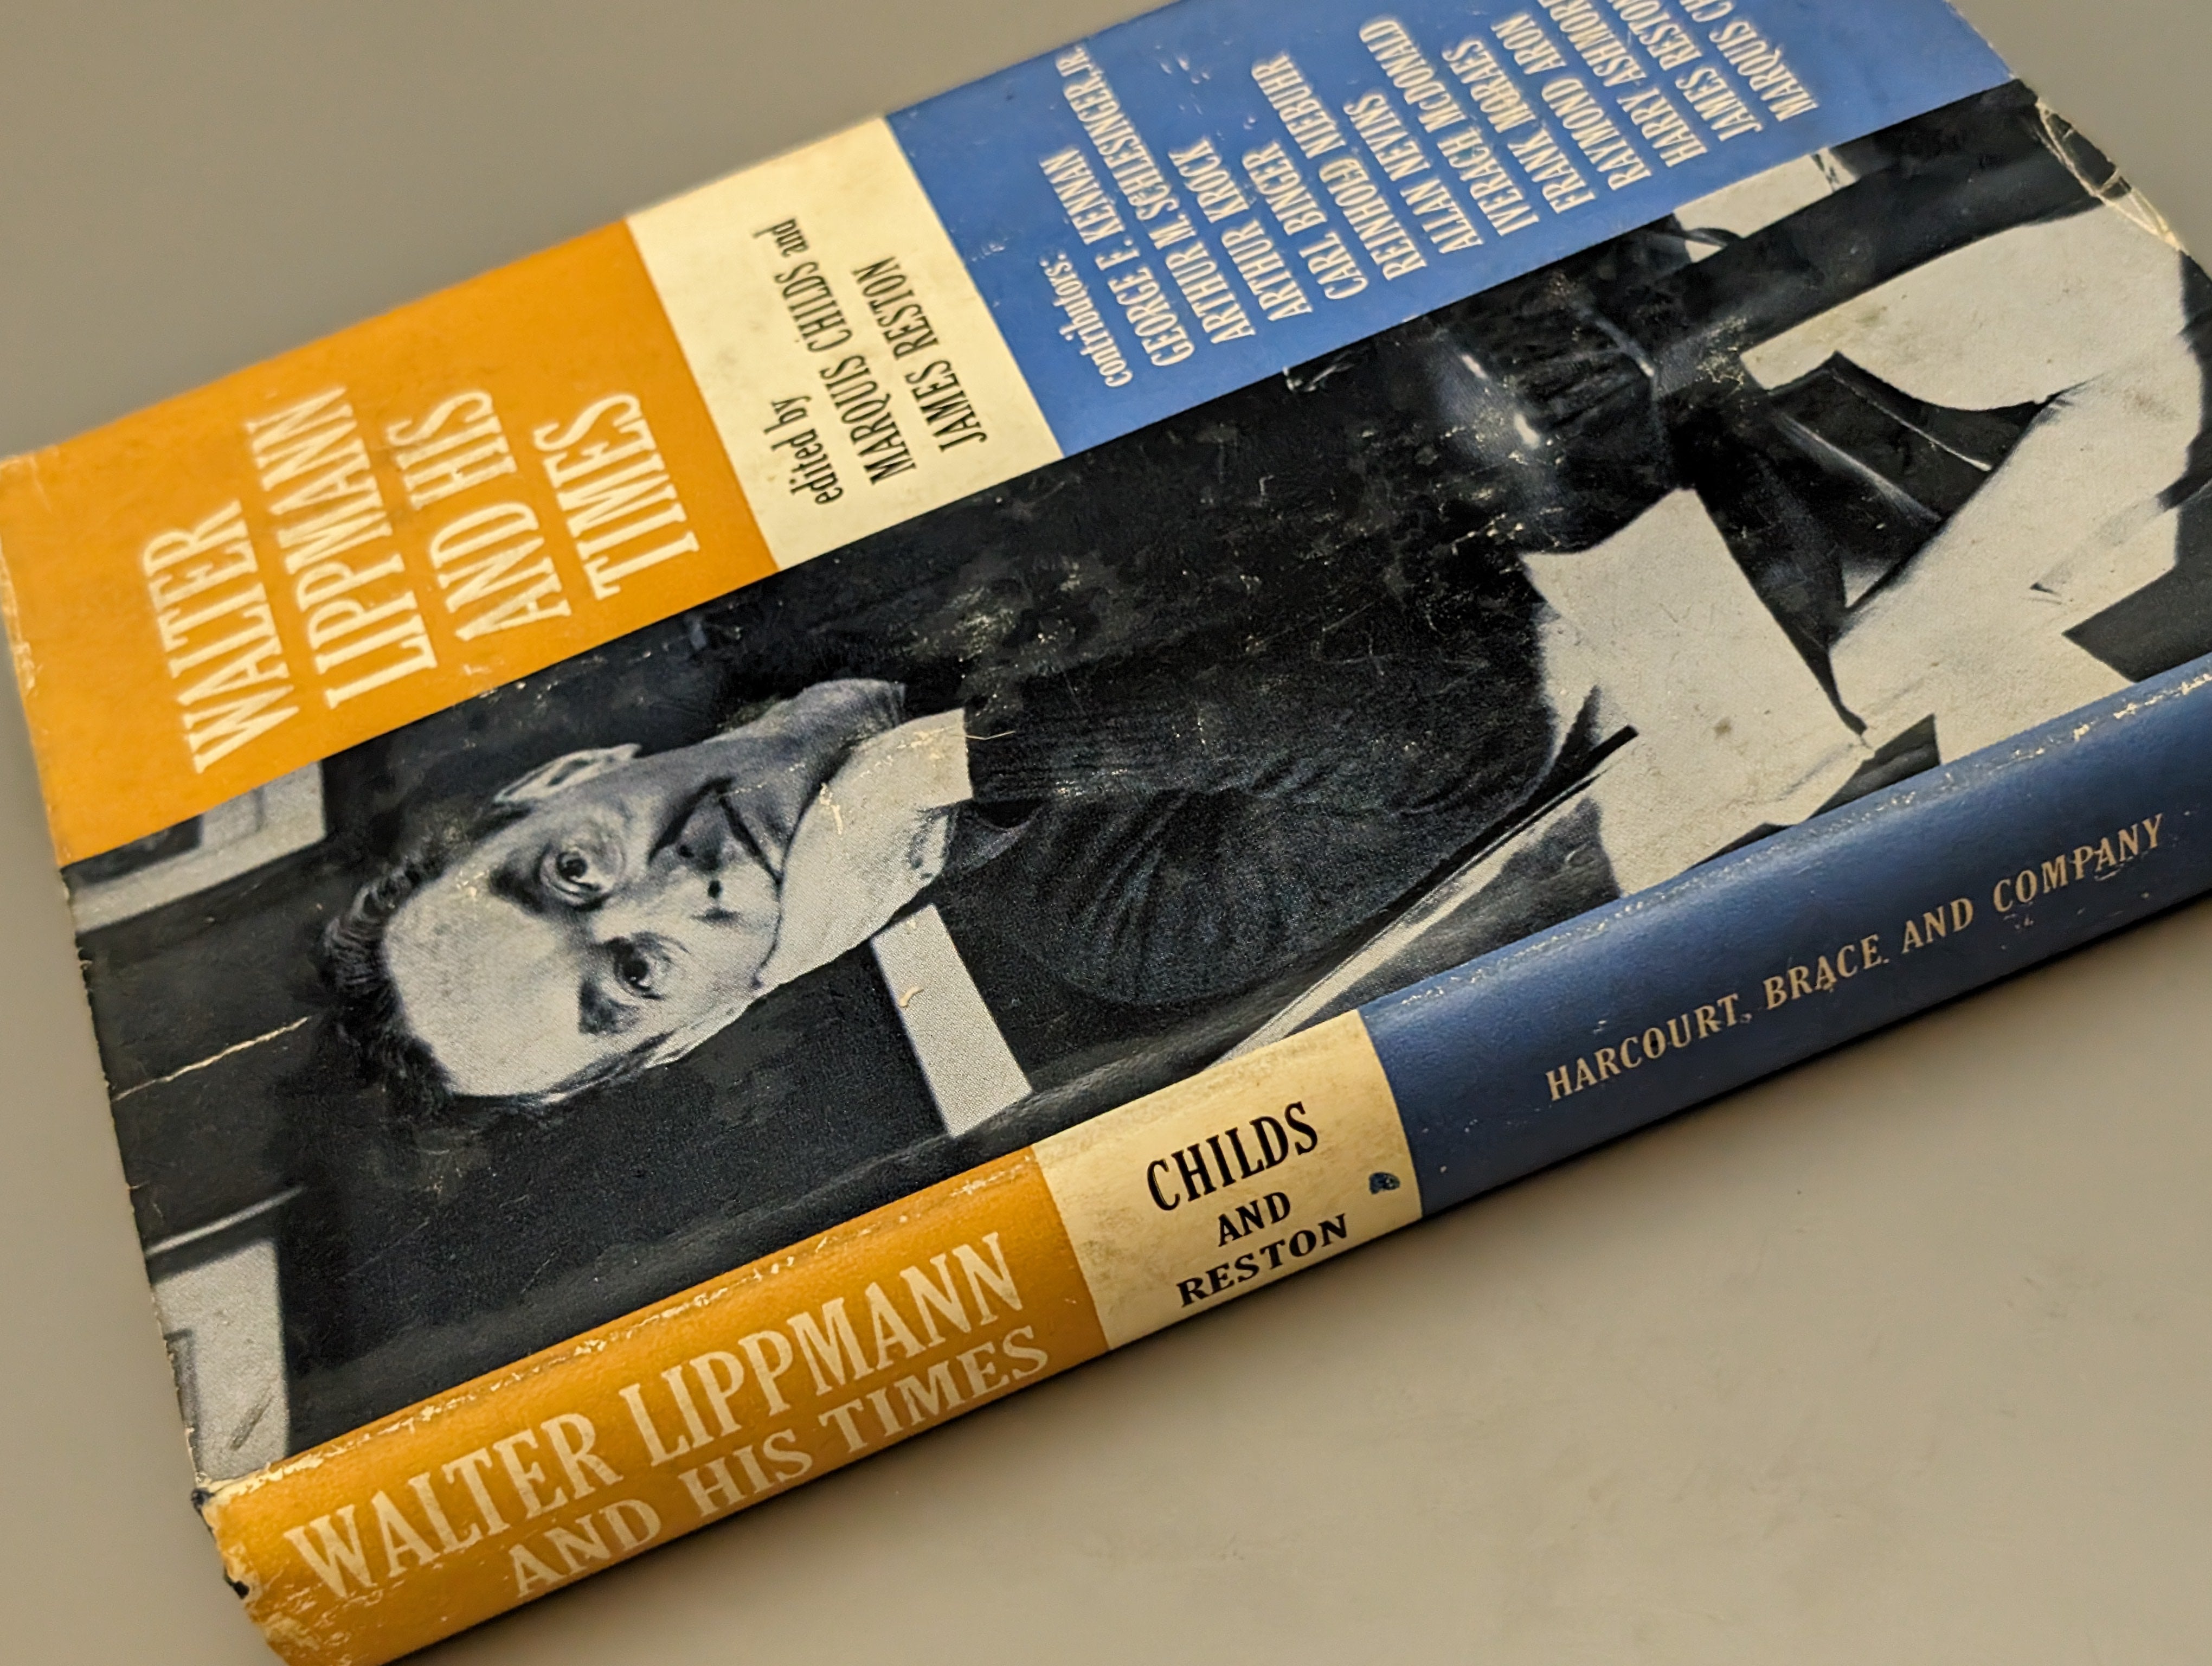 WALTER
LIPPMANN
AND HIS
TIMES
edited by
MARQUIS CHILDS and
JAMES RESTON
contributors:
GEORGE F. KENNAN
ARTHUR M. SCHLESINGER, JR.
ARTHUR KROCK
CARL BINGER
REINHOLD NIEBUHR
ALLAN NEVINS
IVERACH McDONALD
FRANK MORAES
RAYMOND ARON
HARRY ASHMORE
JAMES RESTON
MARQUIS
WALTER LIPPMANN
AND HIS TIMES
CHILDS
AND
RESTON
HARCOURT, BRACE AND COMPANY